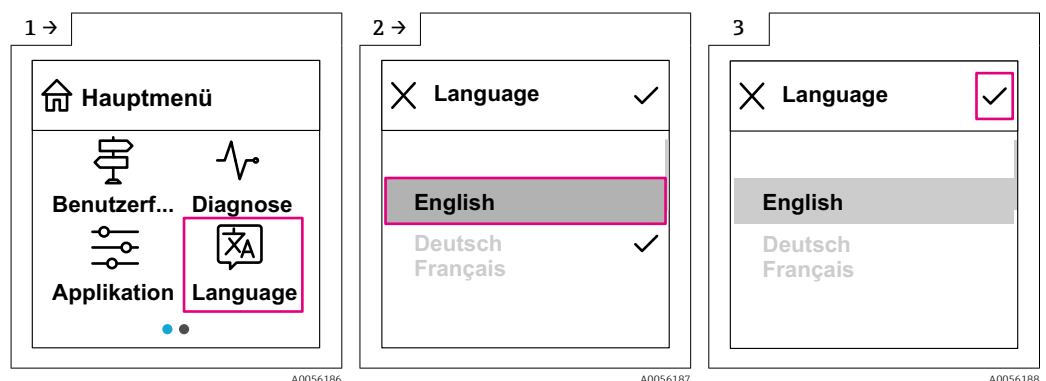 1 →
Hauptmenü
Benutzerf... Diagnose
Applikation Language
A0056186
2 →
Language
English
Deutsch
Français
A0056187
3
Language
English
Deutsch
Français
A0056188